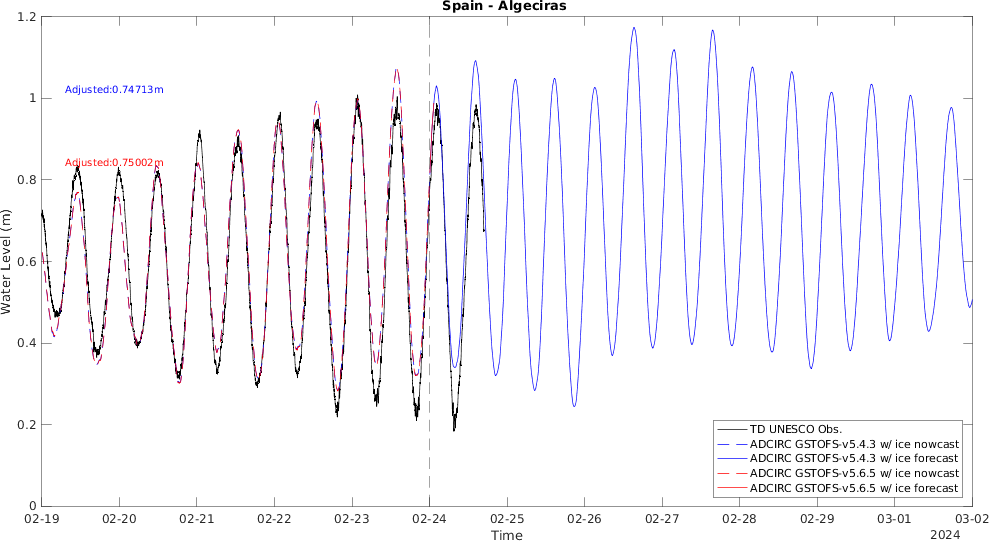 Spain - Algeciras
1.2
1
0.8
0.6
0.4
0.2
0
Water Level (m)
Adjusted:0.74713m
Adjusted:0.75002m
TD UNESCO Obs.
ADCIRC GSTOFS-v5.4.3 w/ ice nowcast
ADCIRC GSTOFS-v5.4.3 w/ ice forecast
ADCIRC GSTOFS-v5.6.5 w/ ice nowcast
ADCIRC GSTOFS-v5.6.5 w/ ice forecast
02-19 02-20 02-21 02-22 02-23 02-24 02-25 02-26 02-27 02-28 02-29 03-01 03-02
Time
2024